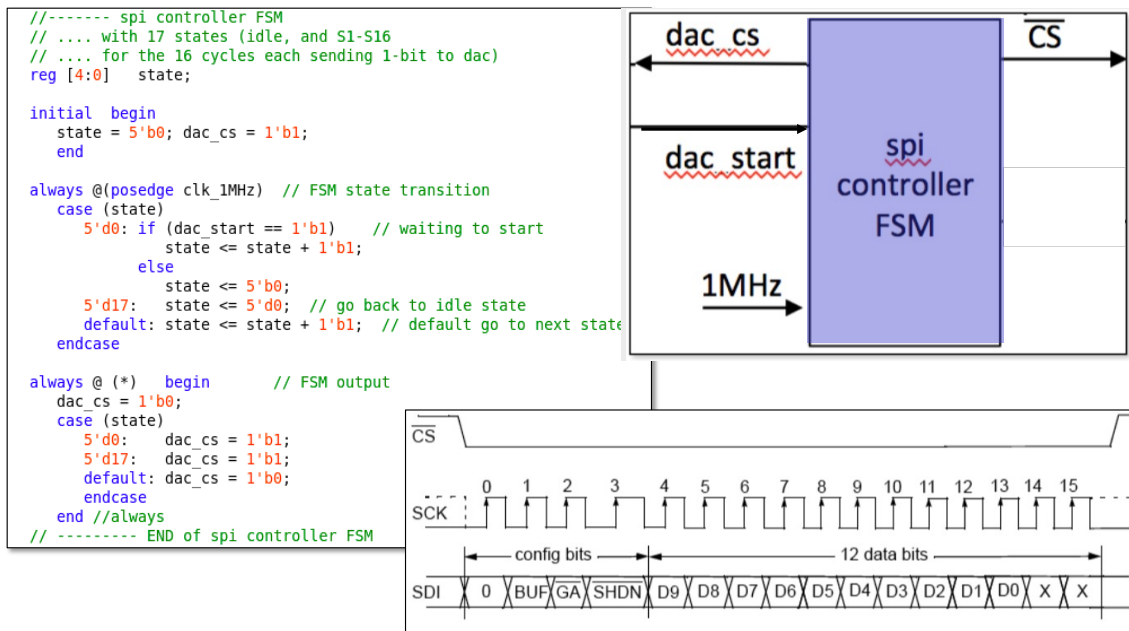 //------- spi controller FSM
// .... with 17 states (idle, and S1-S16
// .... for the 16 cycles each sending 1-bit to dac)
reg [4:0] state;
initial begin
state = 5'b0; dac_cs = 1'b1;
end
always @(posedge clk_1MHz) // FSM state transition
case (state)
5'd0: if (dac_start == 1'b1) // waiting to start
state <= state + 1'b1;
else
state <= 5'b0;
5'd17: state <= 5'd0; // go back to idle state
default: state <= state + 1'b1; // default go to next state
endcase
always @ (*) begin // FSM output
dac_cs = 1'b0;
case (state)
5'd0: dac_cs = 1'b1;
5'd17: dac_cs = 1'b1;
default: dac_cs = 1'b0;
endcase
end //always
// --------- END of spi controller FSM
dac_cs
CS
dac_start
spi
controller
FSM
1MHz
CS
0 1 2 3 4 5 6 7 8 9 10 11 12 13 14 15
SCK
config bits 12 data bits
SDI 0 BUF GA SHDN D9 D8 D7 D6 D5 D4 D3 D2 D1 D0 X X